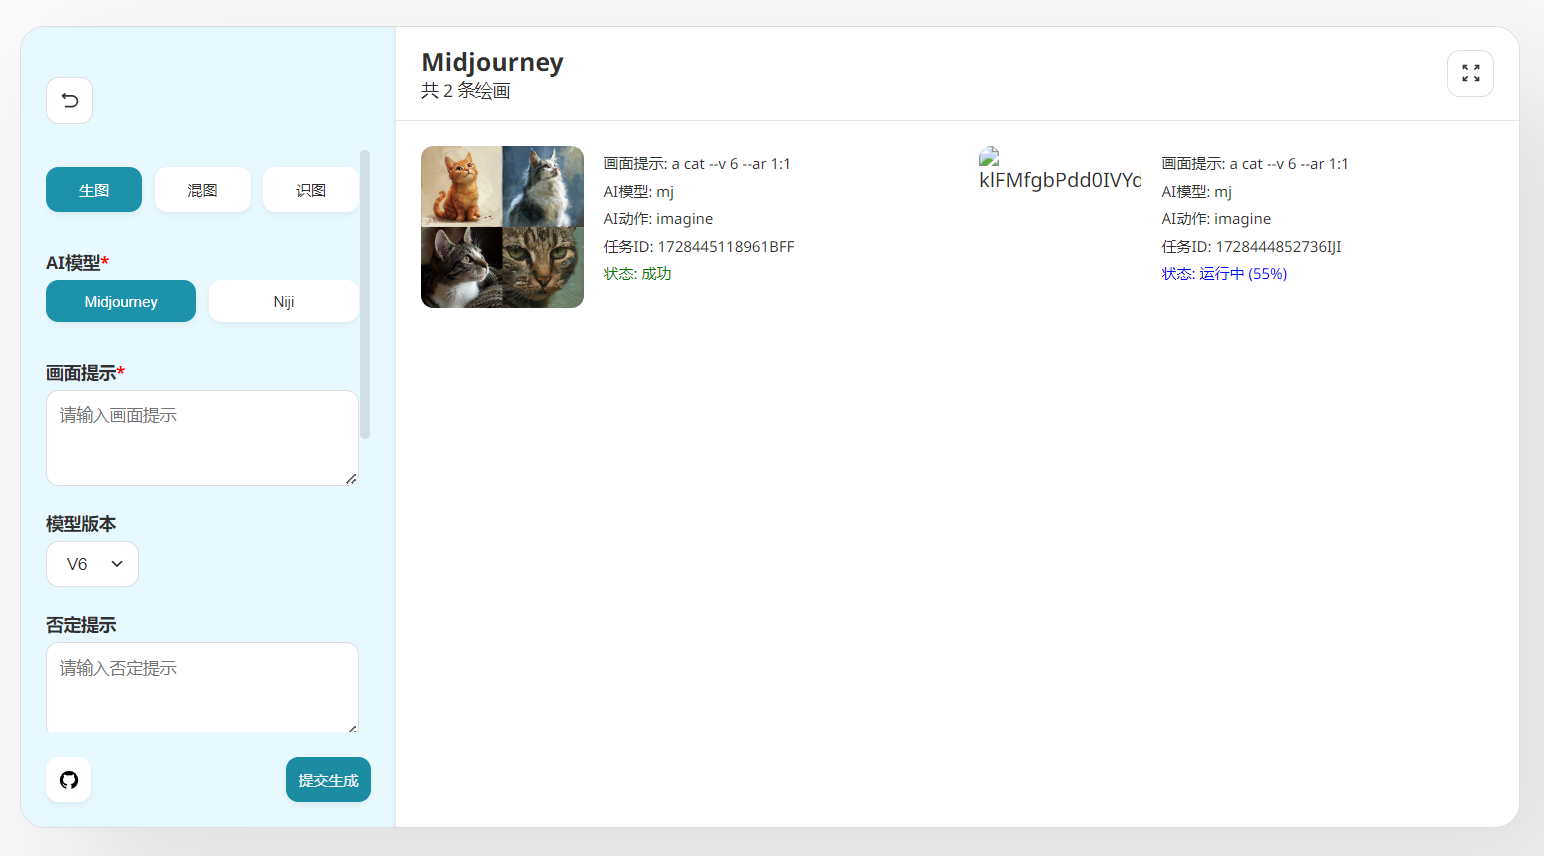 生图
混图
识图
AI模型*
Midjourney
Niji
画面提示*
请输入画面提示
模型版本
V6
否定提示
请输入否定提示
提交生成
Midjourney
共 2 条绘画
画面提示: a cat --v 6 --ar 1:1
AI模型: mj
AI动作: imagine
任务ID: 1728445118961BFF
状态: 成功
klFMfgbPdd0IVYd
画面提示: a cat --v 6 --ar 1:1
AI模型: mj
AI动作: imagine
任务ID: 1728444852736IJI
状态: 运行中 (55%)